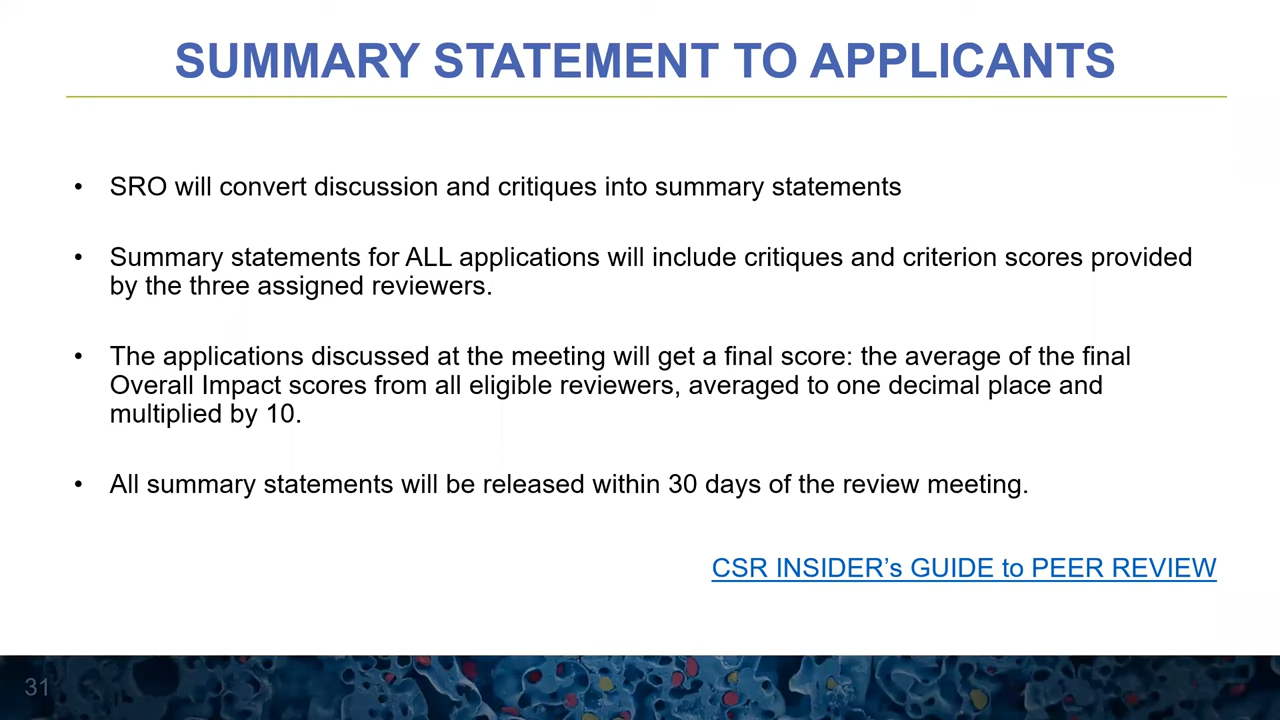 SUMMARY STATEMENT TO APPLICANTS
• SRO will convert discussion and critiques into summary statements
• Summary statements for ALL applications will include critiques and criterion scores provided
by the three assigned reviewers.
• The applications discussed at the meeting will get a final score: the average of the final
Overall Impact scores from all eligible reviewers, averaged to one decimal place and
multiplied by 10.
• All summary statements will be released within 30 days of the review meeting.
CSR INSIDER’s GUIDE to PEER REVIEW
31